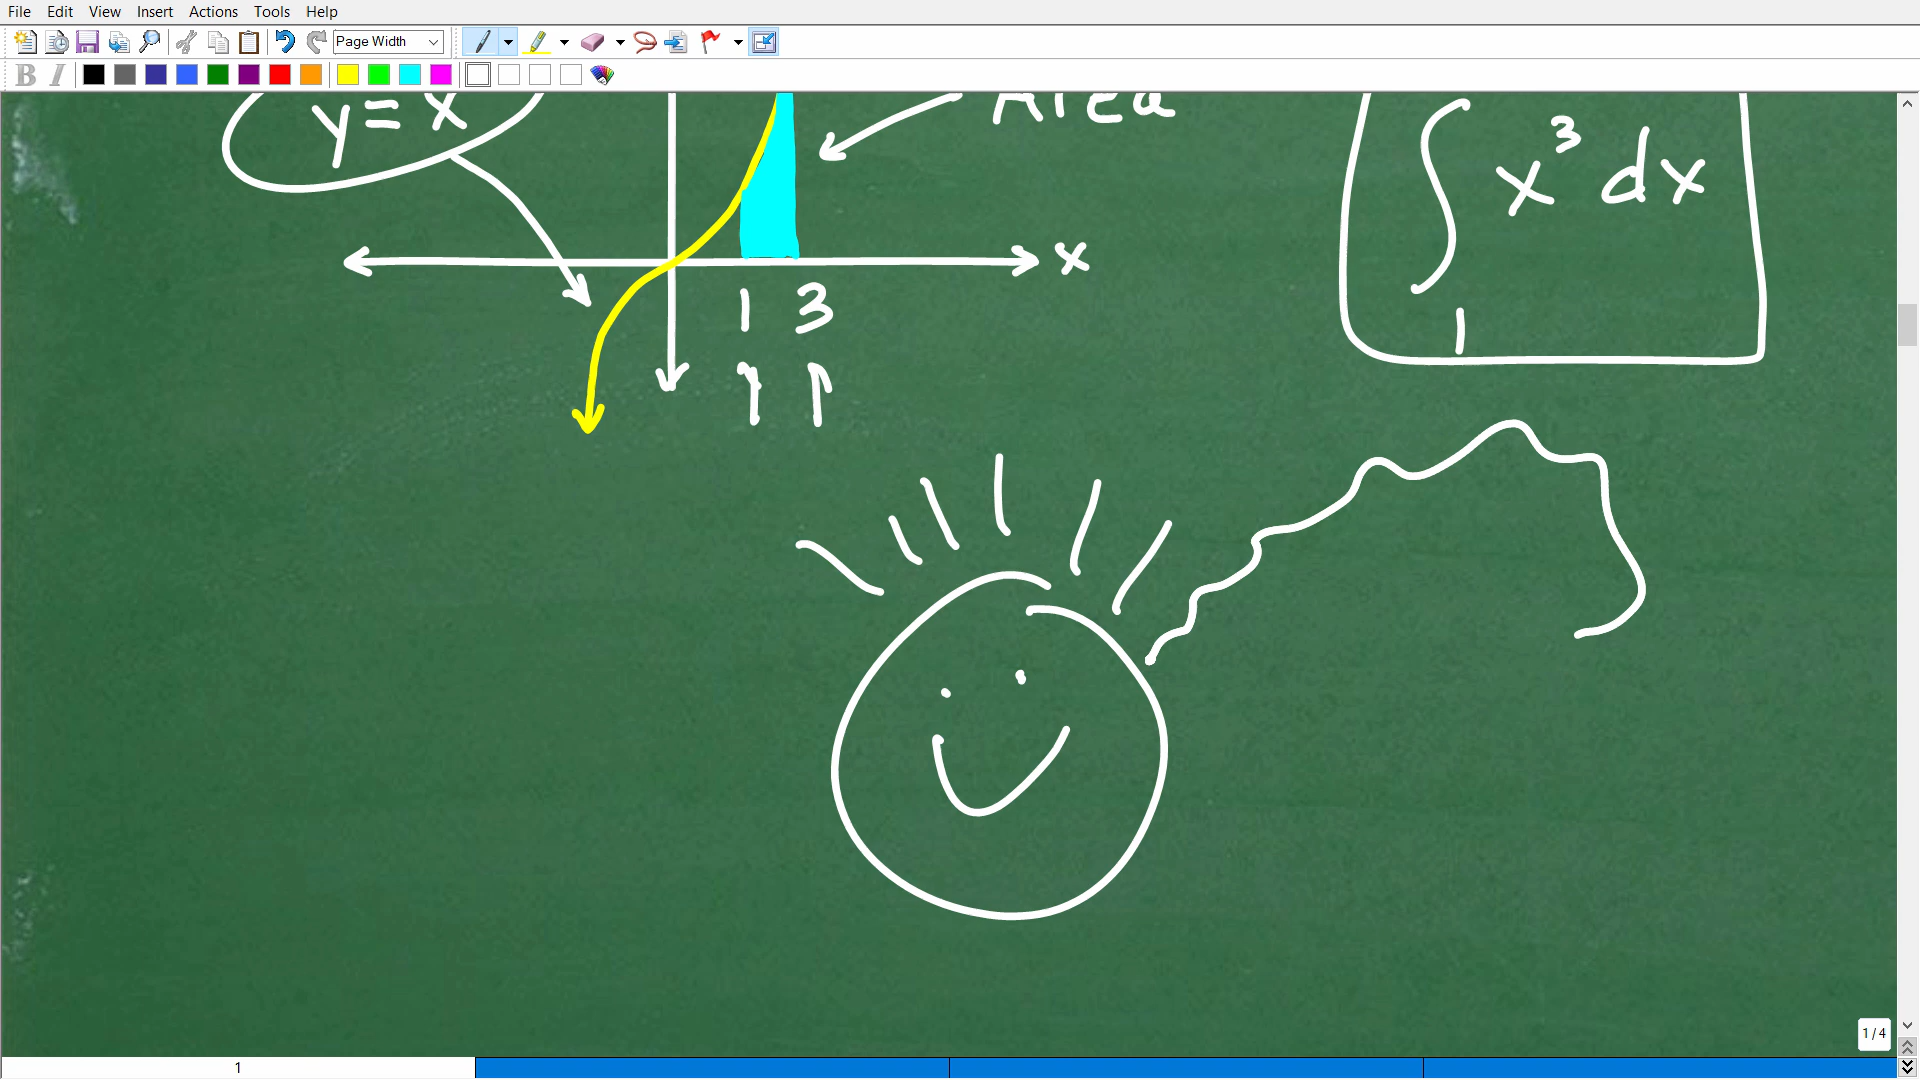 File Edit View Insert Actions Tools Help
Page Width
B I
y = x
Area
x³ dx
x
1 3
1
1 / 4
1